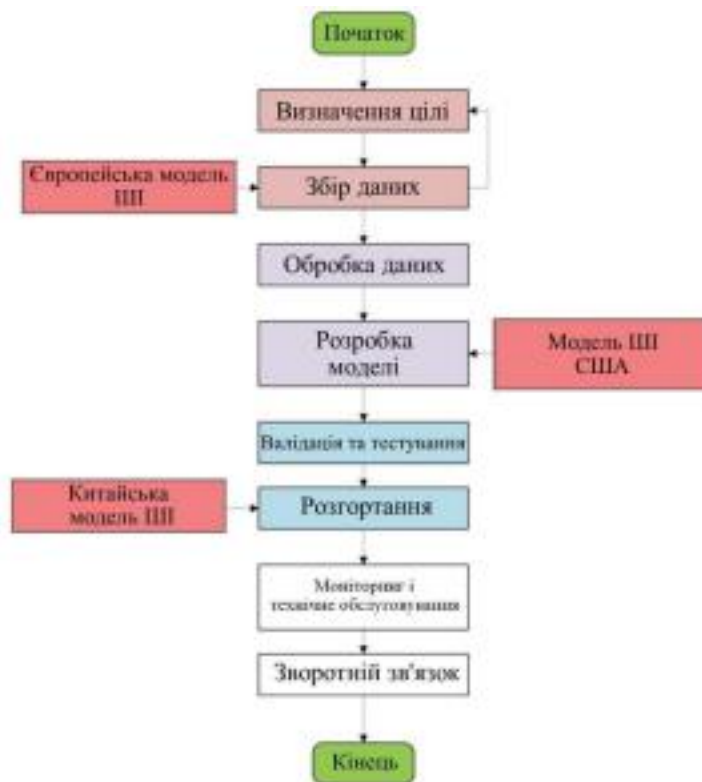 Початок
Визначення цілі
Європейська модель
ШІ
Збір даних
Обробка даних
Розробка
моделі
Модель ШІ
США
Валідація та тестування
Китайська
модель ШІ
Розгортання
Моніторинг і
технічне обслуговування
Зворотній зв'язок
Кінець